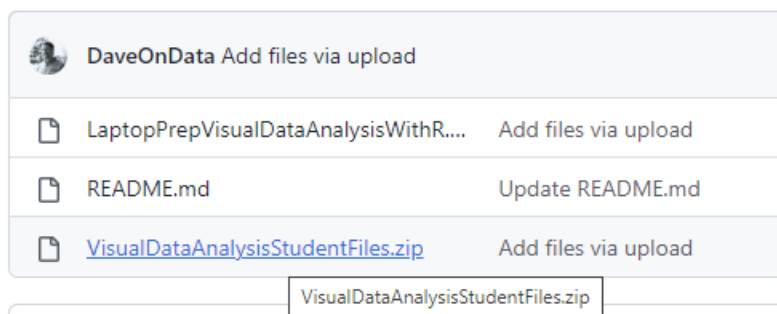 DaveOnData Add files via upload
LaptopPrepVisualDataAnalysisWithR.... Add files via upload
README.md Update README.md
VisualDataAnalysisStudentFiles.zip Add files via upload
VisualDataAnalysisStudentFiles.zip